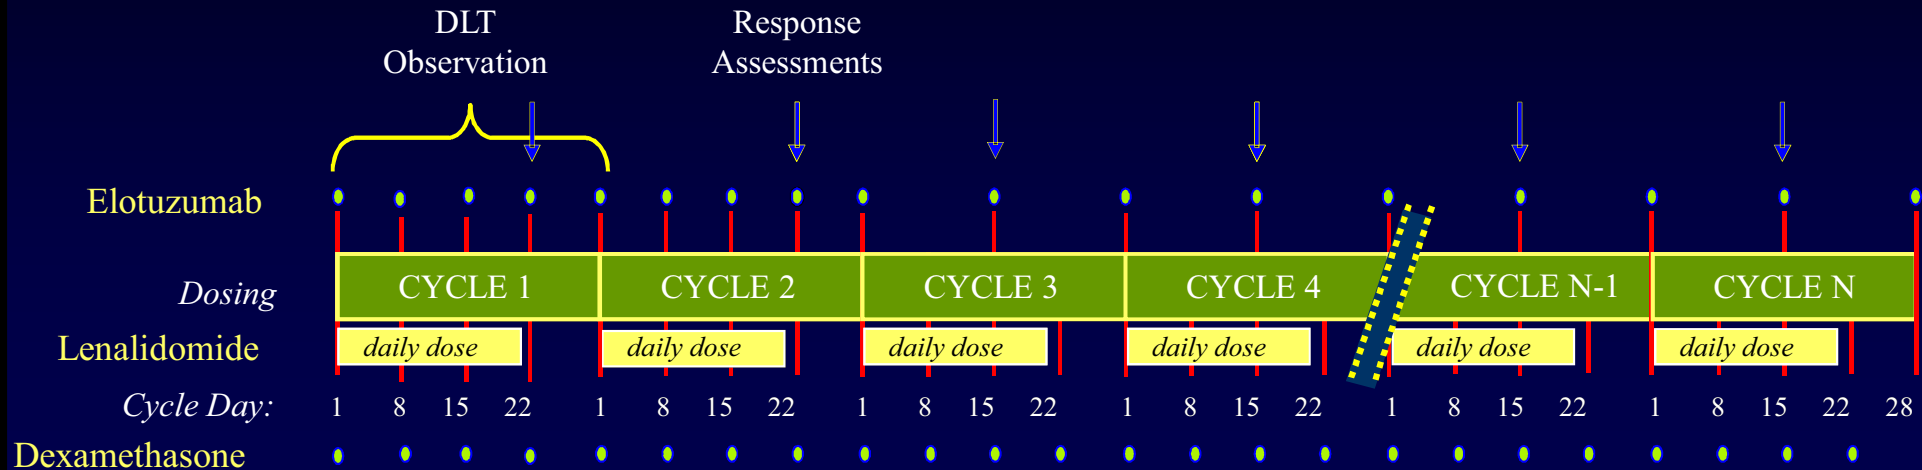 DLT
Observation
Response
Assessments
Elotuzumab
Dosing
CYCLE 1
CYCLE 2
CYCLE 3
CYCLE 4
CYCLE N-1
CYCLE N
Lenalidomide
daily dose
daily dose
daily dose
daily dose
daily dose
daily dose
Cycle Day:
1 8 15 22 1 8 15 22 1 8 15 22 1 8 15 22 1 8 15 22 1 8 15 22 28
Dexamethasone